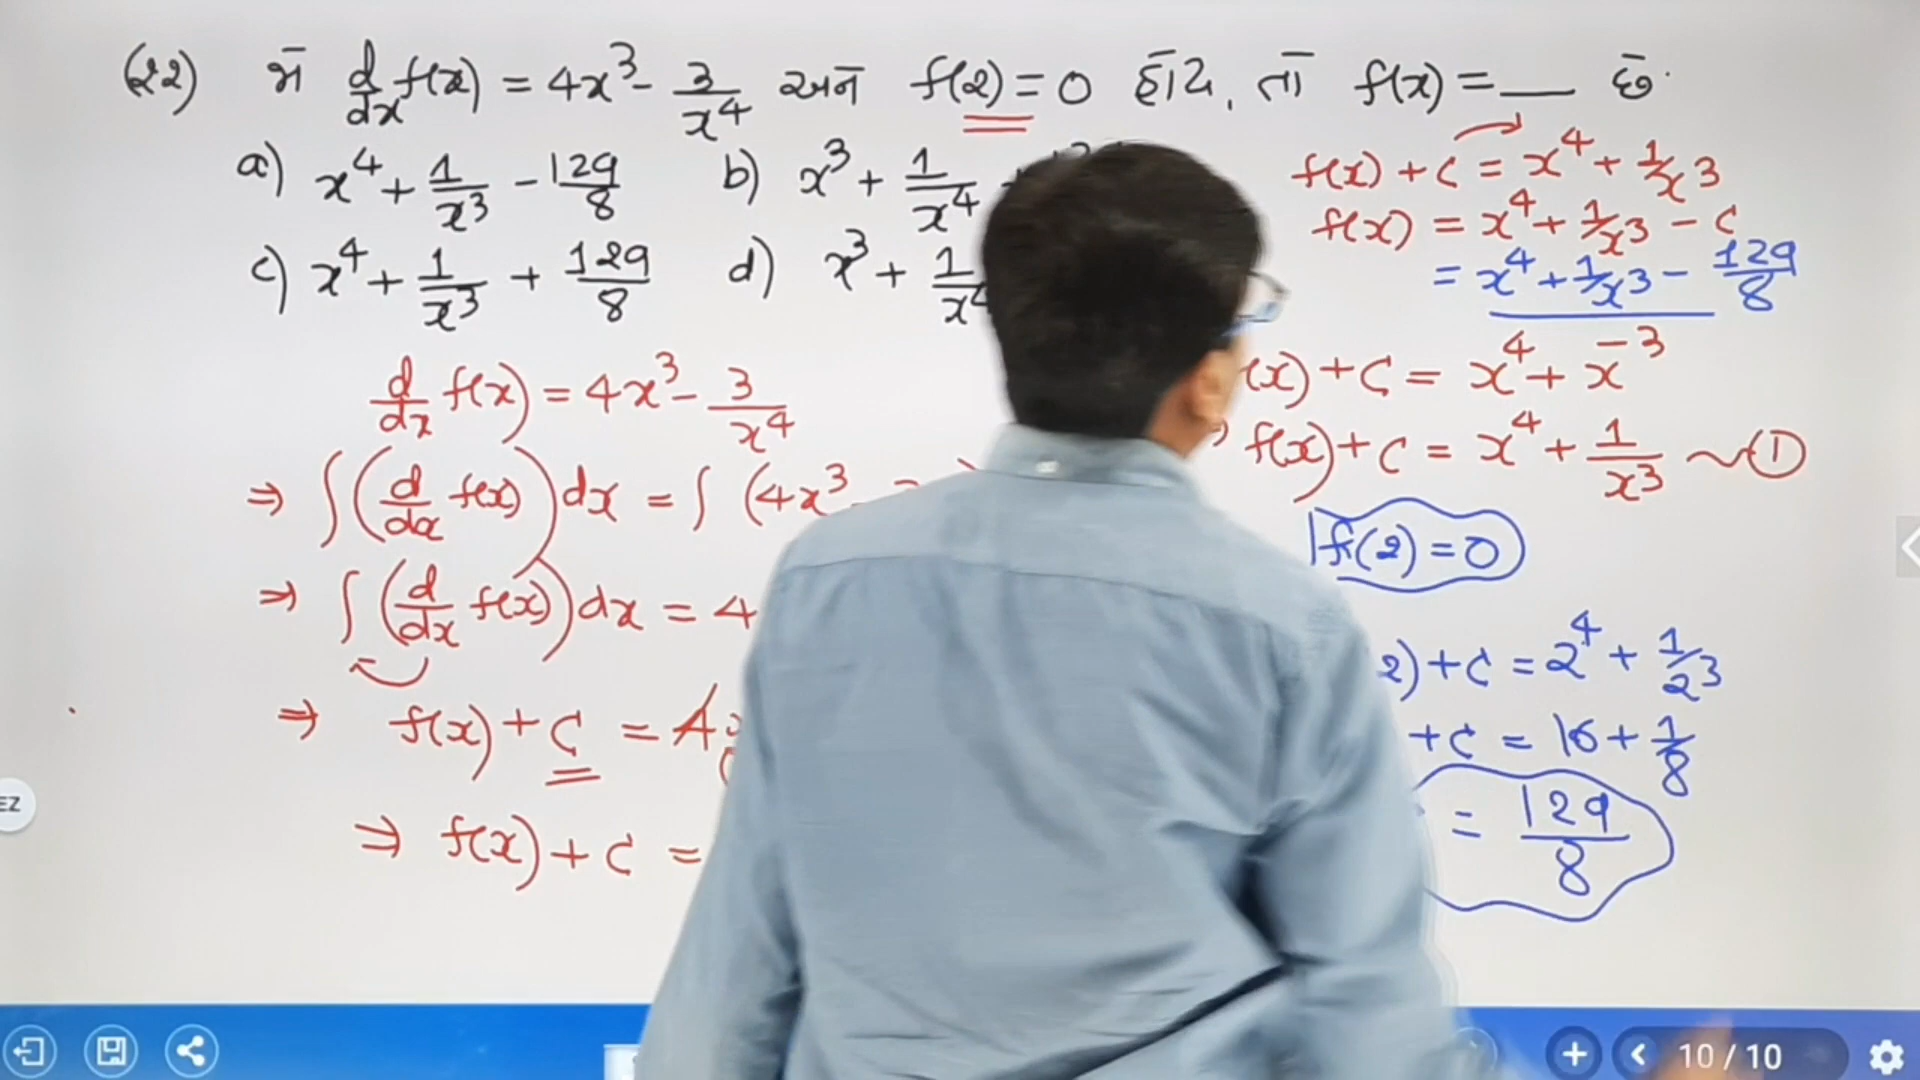 (22) જો d/dx f(x) = 4x³ - 3/x⁴ અને f(2) = 0 હોય, તો f(x) = ___ છે.
a) x⁴ + 1/x³ - 129/8 b) x³ + 1/x⁴
c) x⁴ + 1/x³ + 129/8 d) x³ + 1/
d/dx f(x) = 4x³ - 3/x⁴
⇒ ∫(d/dx f(x))dx = ∫(4x³
⇒ ∫(d/dx f(x))dx = 4
⇒ f(x) + c =
⇒ f(x) + c =
f(x) + c = x⁴ + 1/x³
f(x) = x⁴ + 1/x³ - c
= x⁴ + 1/x³ - 129/8
(x) + c = x⁴ + x⁻³
f(x) + c = x⁴ + 1/x³ ~ ①
f(2) = 0
2) + c = 2⁴ + 1/2³
+ c = 16 + 1/8
= 129/8
EZ
10 / 10